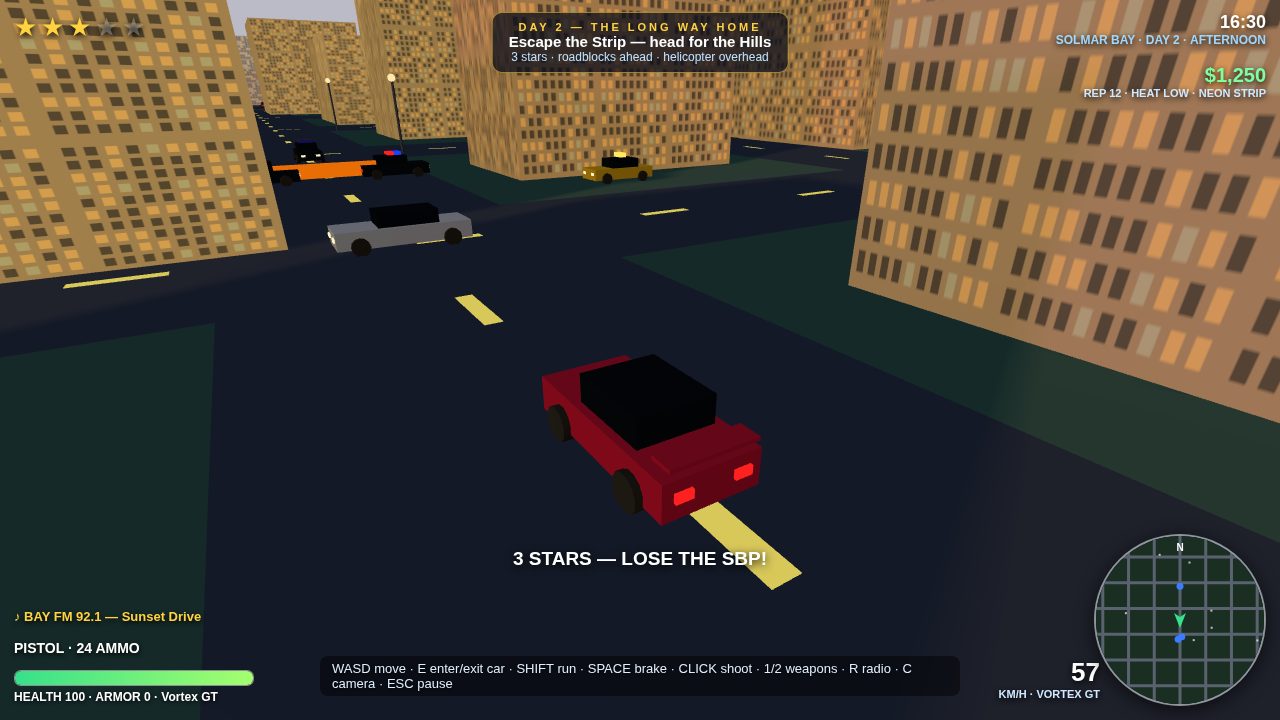 ★★★★★
DAY 2 — THE LONG WAY HOME
Escape the Strip — head for the Hills
3 stars · roadblocks ahead · helicopter overhead
16:30
SOLMAR BAY · DAY 2 · AFTERNOON
$1,250
REP 12 · HEAT LOW · NEON STRIP
3 STARS — LOSE THE SBP!
♪ BAY FM 92.1 — Sunset Drive
PISTOL · 24 AMMO
HEALTH 100 · ARMOR 0 · Vortex GT
WASD move · E enter/exit car · SHIFT run · SPACE brake · CLICK shoot · 1/2 weapons · R radio · C
camera · ESC pause
N
57
KM/H · VORTEX GT